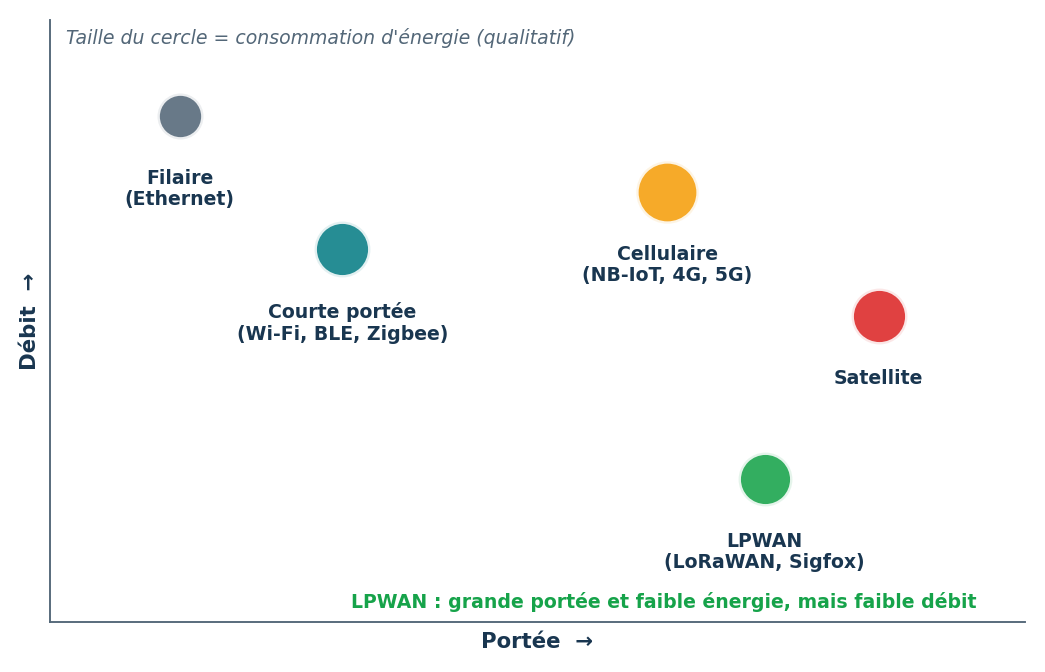 Taille du cercle = consommation d'énergie (qualitatif)
Filaire
(Ethernet)
Cellulaire
(NB-IoT, 4G, 5G)
Courte portée
(Wi-Fi, BLE, Zigbee)
Satellite
LPWAN
(LoRaWAN, Sigfox)
LPWAN : grande portée et faible énergie, mais faible débit
Débit →
Portée →